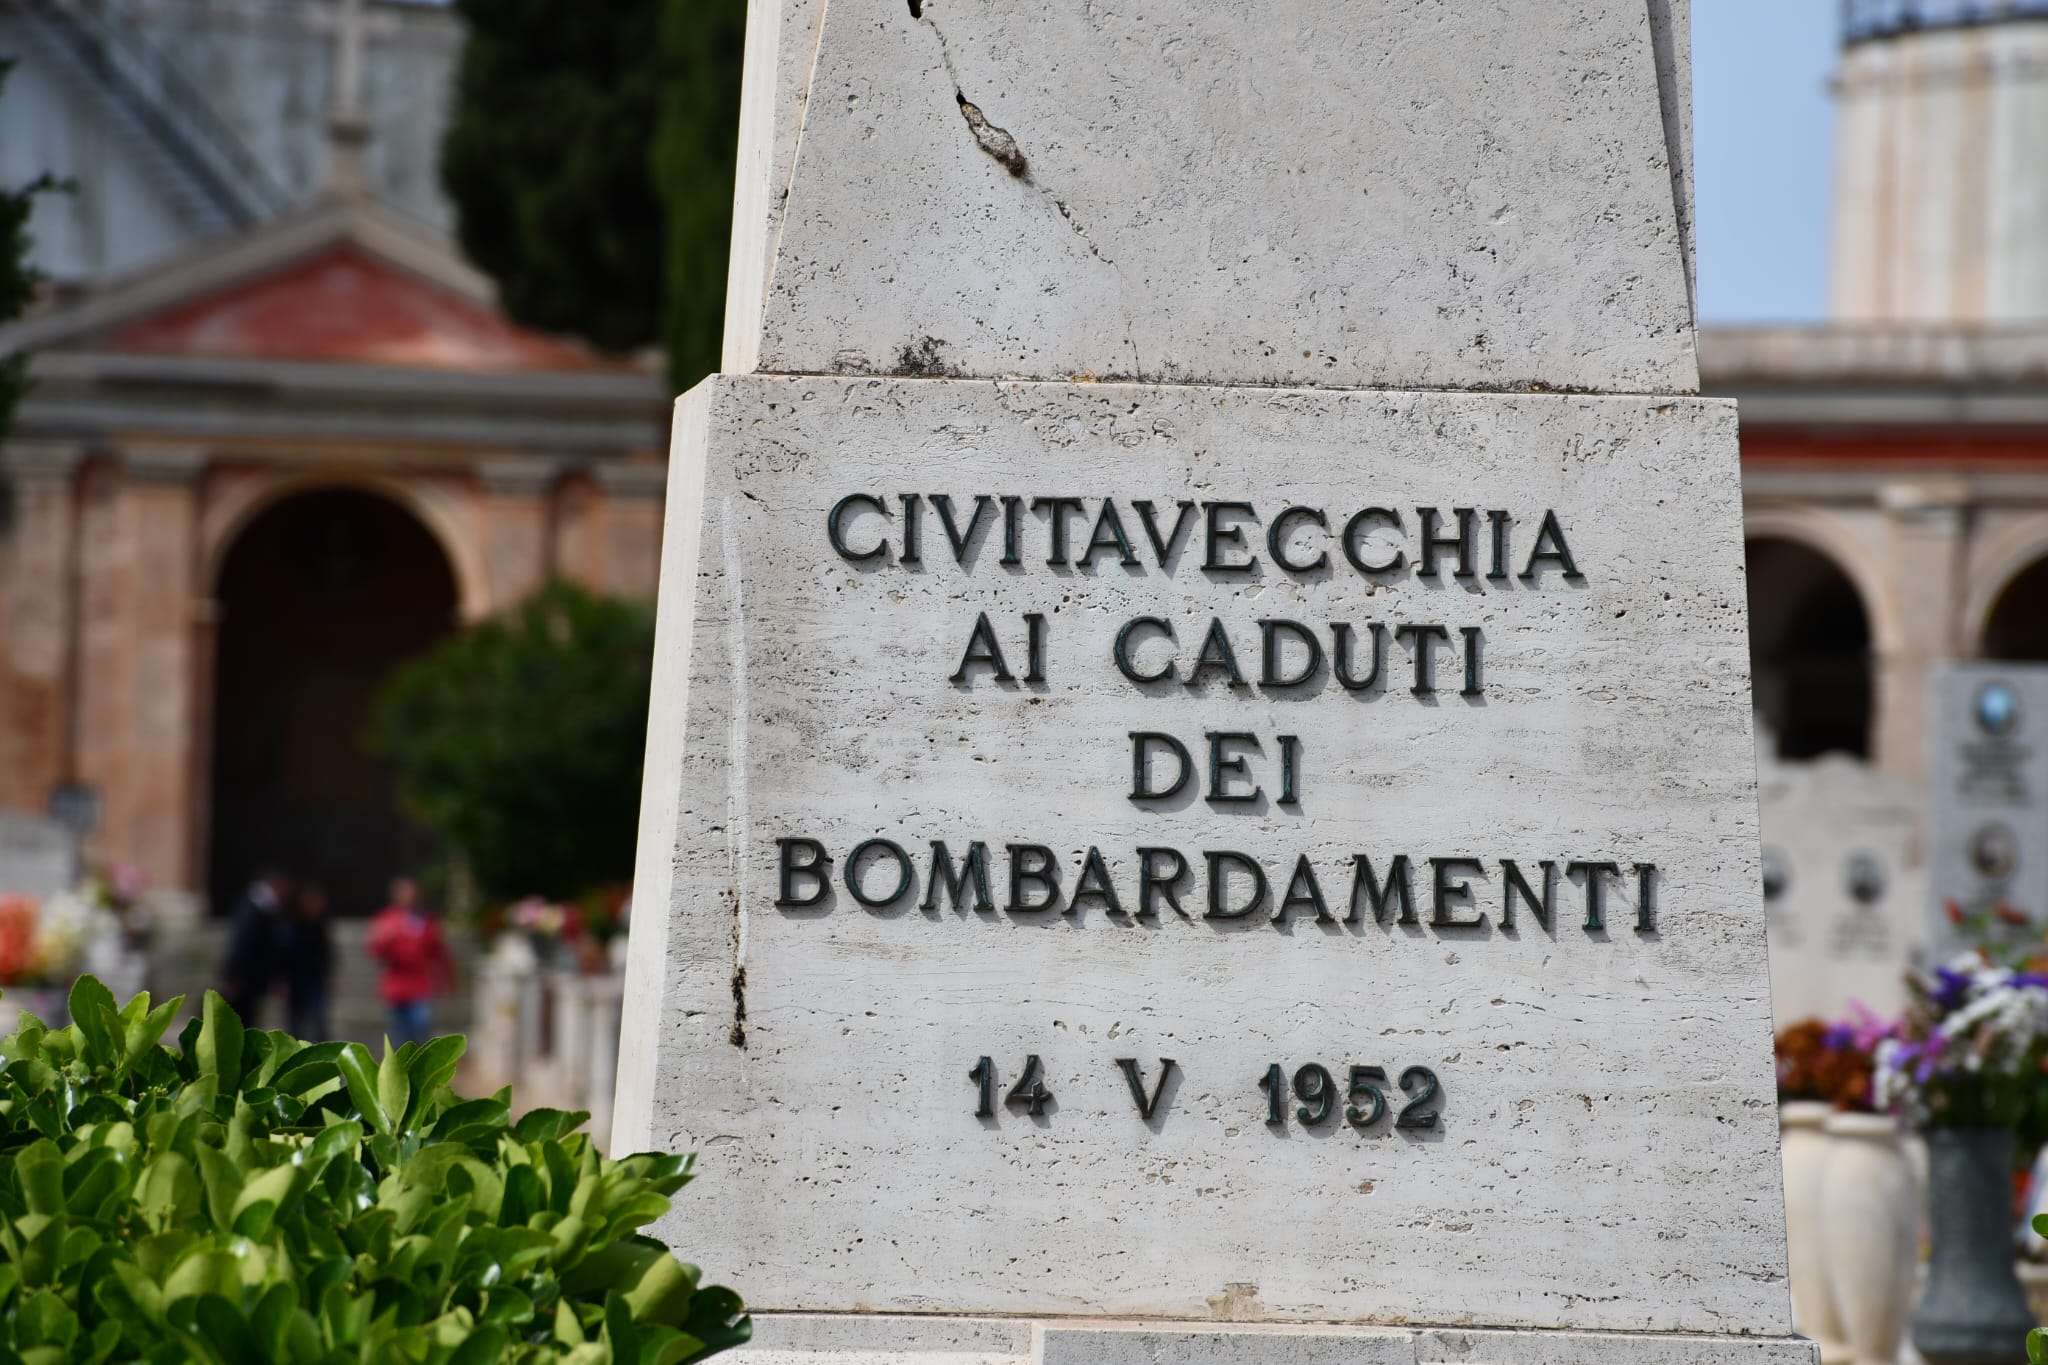 CIVITAVECCHIA
AI CADUTI
DEI
BOMBARDAMENTI
14 V 1952